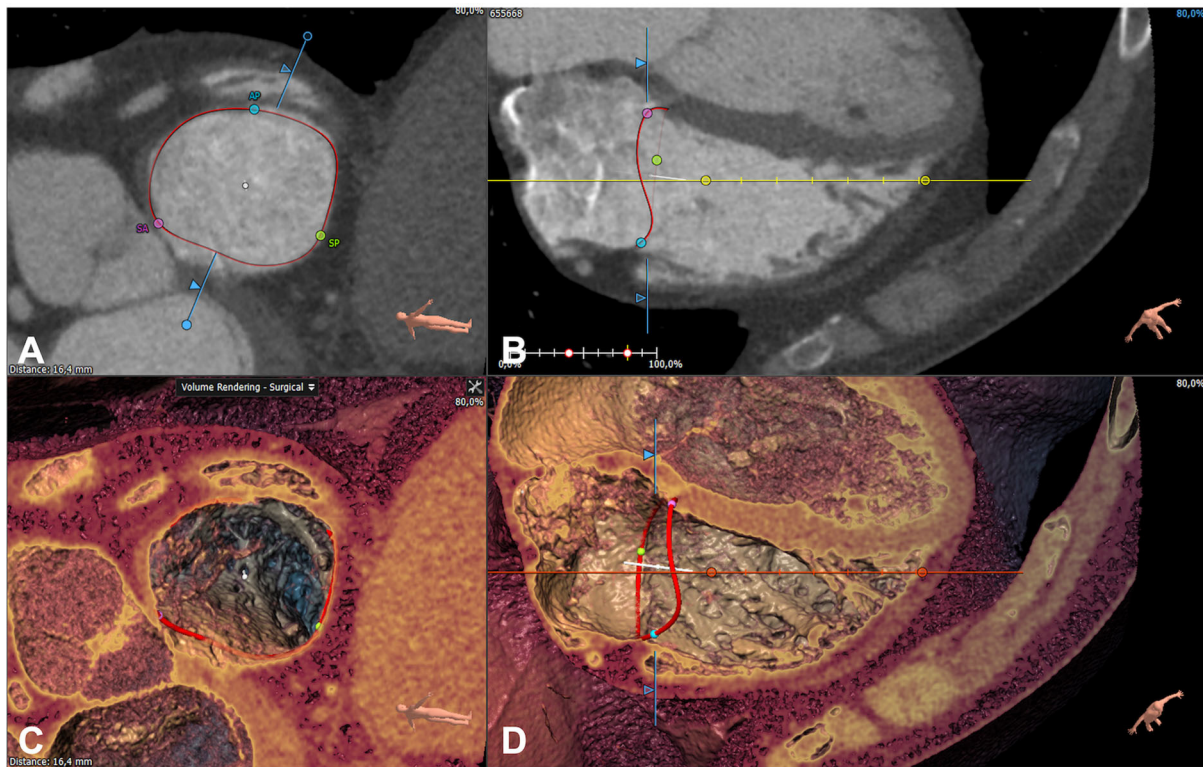 80,0%
AP
SA
SP
A
Distance: 16,4 mm
655668
80,0%
B
0,0%
100,0%
Volume Rendering - Surgical
80,0%
C
Distance: 16,4 mm
80,0%
D